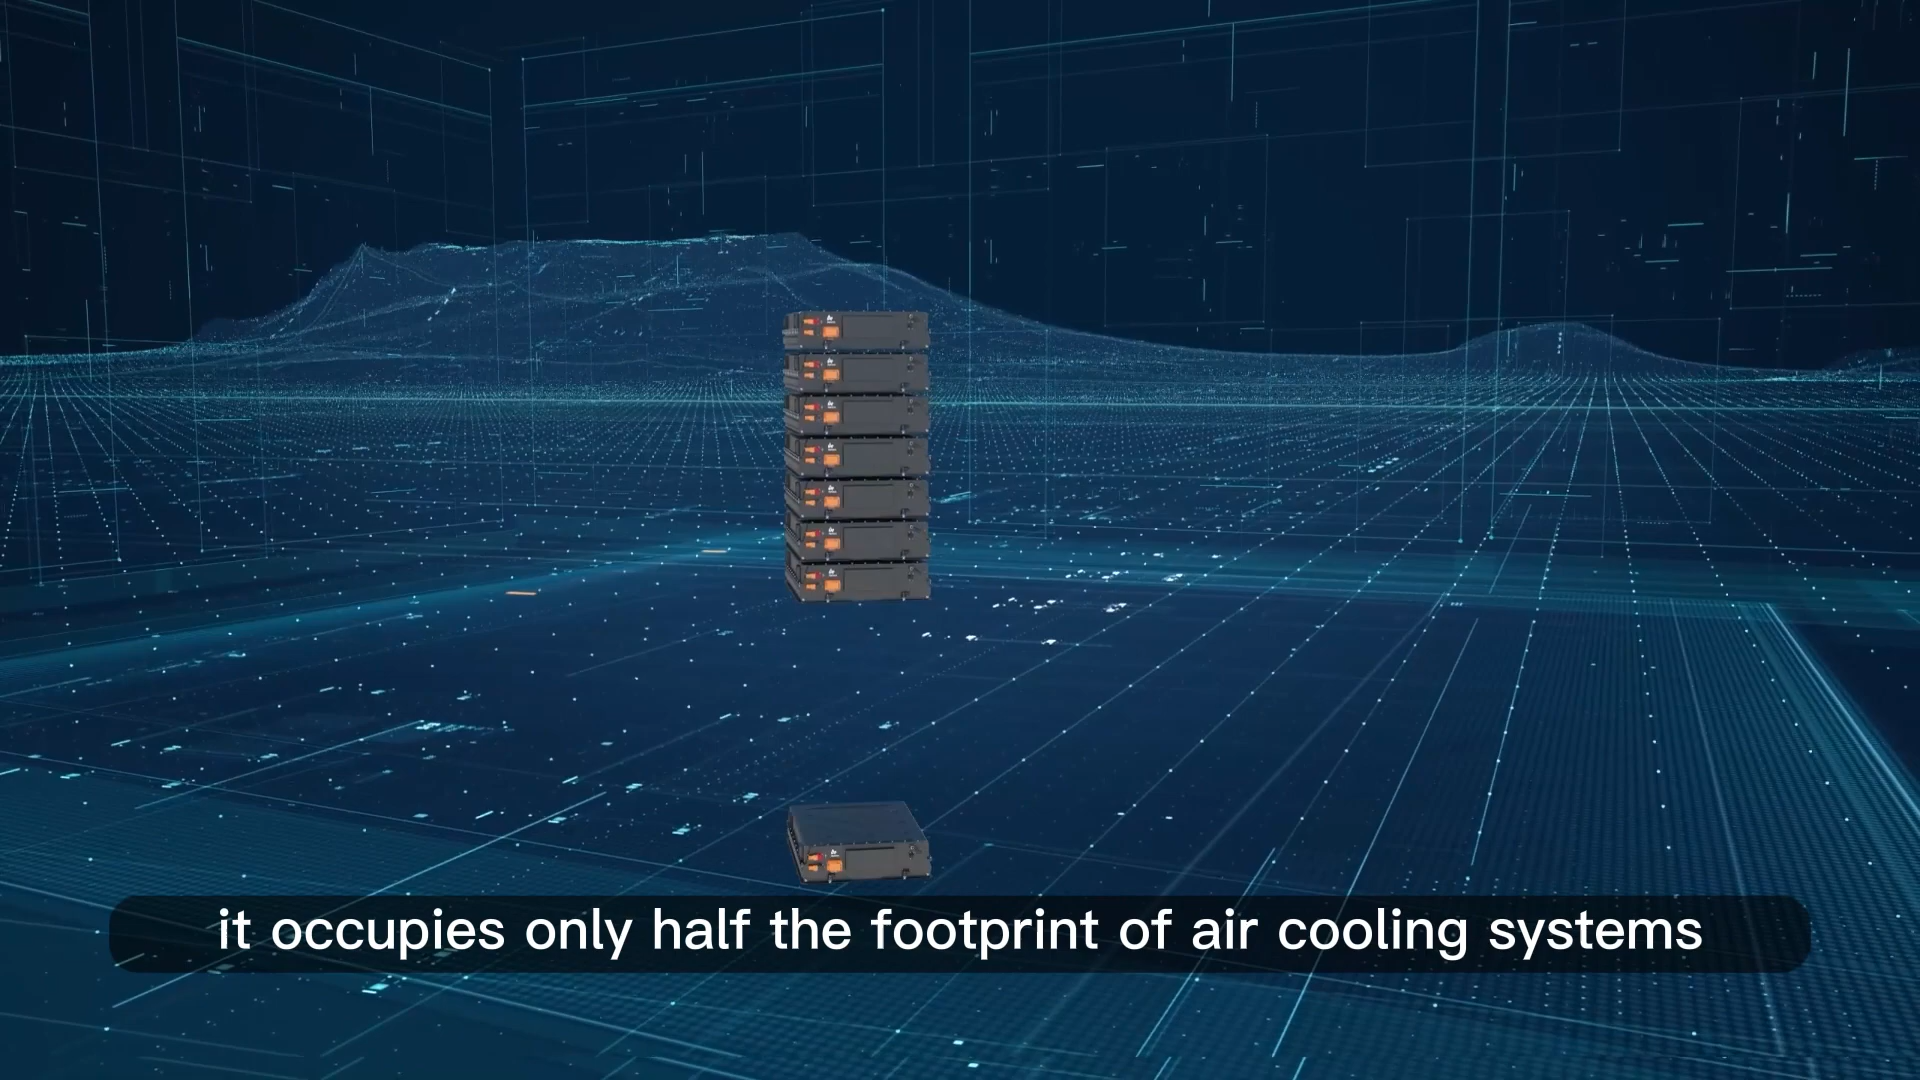 it occupies only half the footprint of air cooling systems